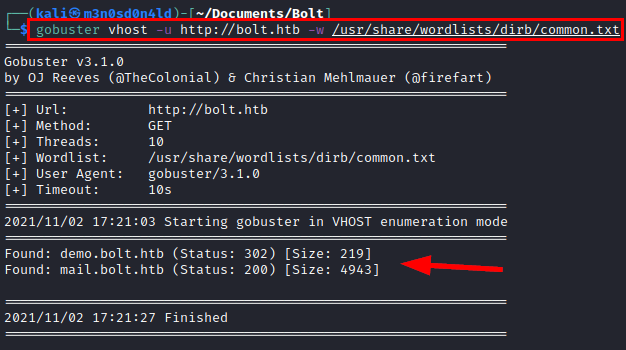 (kali㉿m3n0sd0n4ld)-[~/Documents/Bolt]
$ gobuster vhost -u http://bolt.htb -w /usr/share/wordlists/dirb/common.txt
===============================================================
Gobuster v3.1.0
by OJ Reeves (@TheColonial) & Christian Mehlmauer (@firefart)
===============================================================
[+] Url:          http://bolt.htb
[+] Method:       GET
[+] Threads:      10
[+] Wordlist:     /usr/share/wordlists/dirb/common.txt
[+] User Agent:   gobuster/3.1.0
[+] Timeout:      10s
===============================================================
2021/11/02 17:21:03 Starting gobuster in VHOST enumeration mode
===============================================================
Found: demo.bolt.htb (Status: 302) [Size: 219]
Found: mail.bolt.htb (Status: 200) [Size: 4943]
===============================================================
2021/11/02 17:21:27 Finished
===============================================================